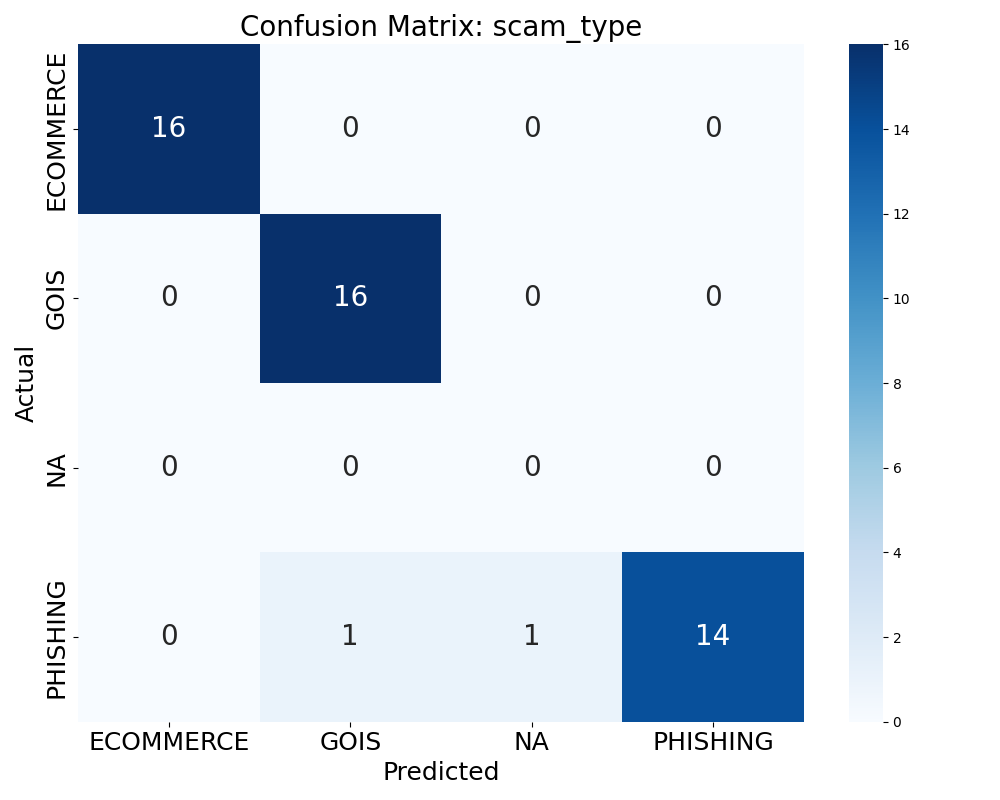 Confusion Matrix: scam_type
ECOMMERCE
GOIS
NA
PHISHING
Actual
16 0 0 0
0 16 0 0
0 0 0 0
0 1 1 14
ECOMMERCE GOIS NA PHISHING
Predicted
16
14
12
10
8
6
4
2
0